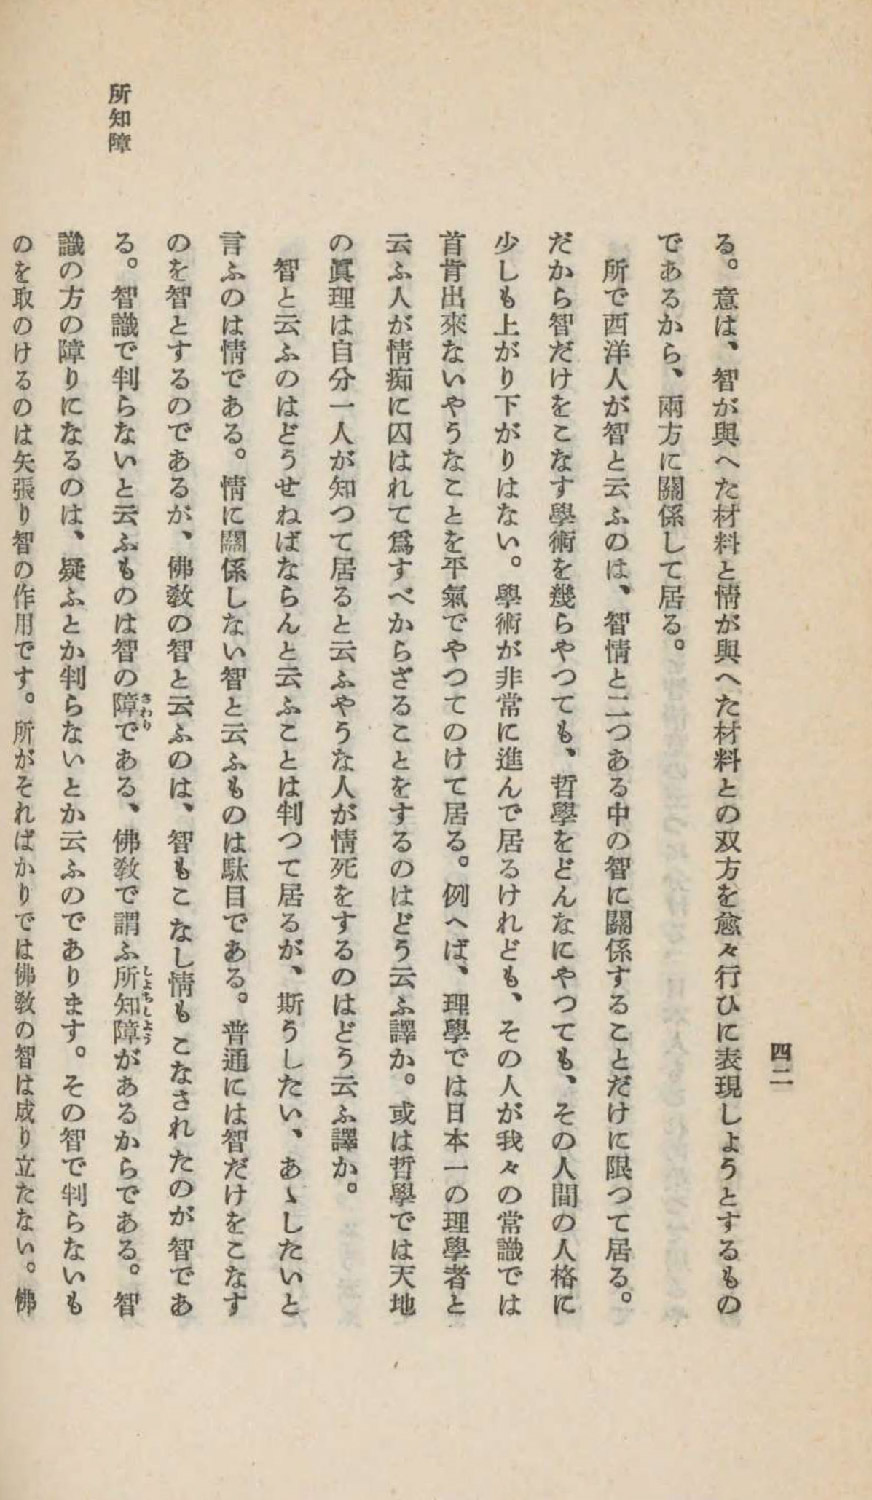 四二
る。意は、智が與へた材料と情が與へた材料との双方を愈々行ひに表現しようとするもの
であるから、兩方に關係して居る。
所で西洋人が智と云ふのは、智情と二つある中の智に關係することだけに限つて居る。
だから智だけをこなす學術を幾らやつても、哲學をどんなにやつても、その人間の人格に
少しも上がり下がりはない。學術が非常に進んで居るけれども、その人が我々の常識では
首肯出來ないやうなことを平氣でやつてのけて居る。例へば、理學では日本一の理學者と
云ふ人が情痴に囚はれて爲すべからざることをするのはどう云ふ譯か。或は哲學では天地
の眞理は自分一人が知つて居ると云ふやうな人が情死をするのはどう云ふ譯か。
智と云ふのはどうせねばならんと云ふことは判つて居るが、斯うしたい、あゝしたいと
言ふのは情である。情に關係しない智と云ふものは駄目である。普通には智だけをこなす
のを智とするのであるが、佛敎の智と云ふのは、智もこなし情もこなされたのが智であ
所知障
る。智識で判らないと云ふものは智の障さわりである、佛敎で謂ふ所知障しよちしようがあるからである。智
識の方の障りになるのは、疑ふとか判らないとか云ふのであります。その智で判らないも
のを取のけるのは矢張り智の作用です。所がそればかりでは佛敎の智は成り立たない。佛